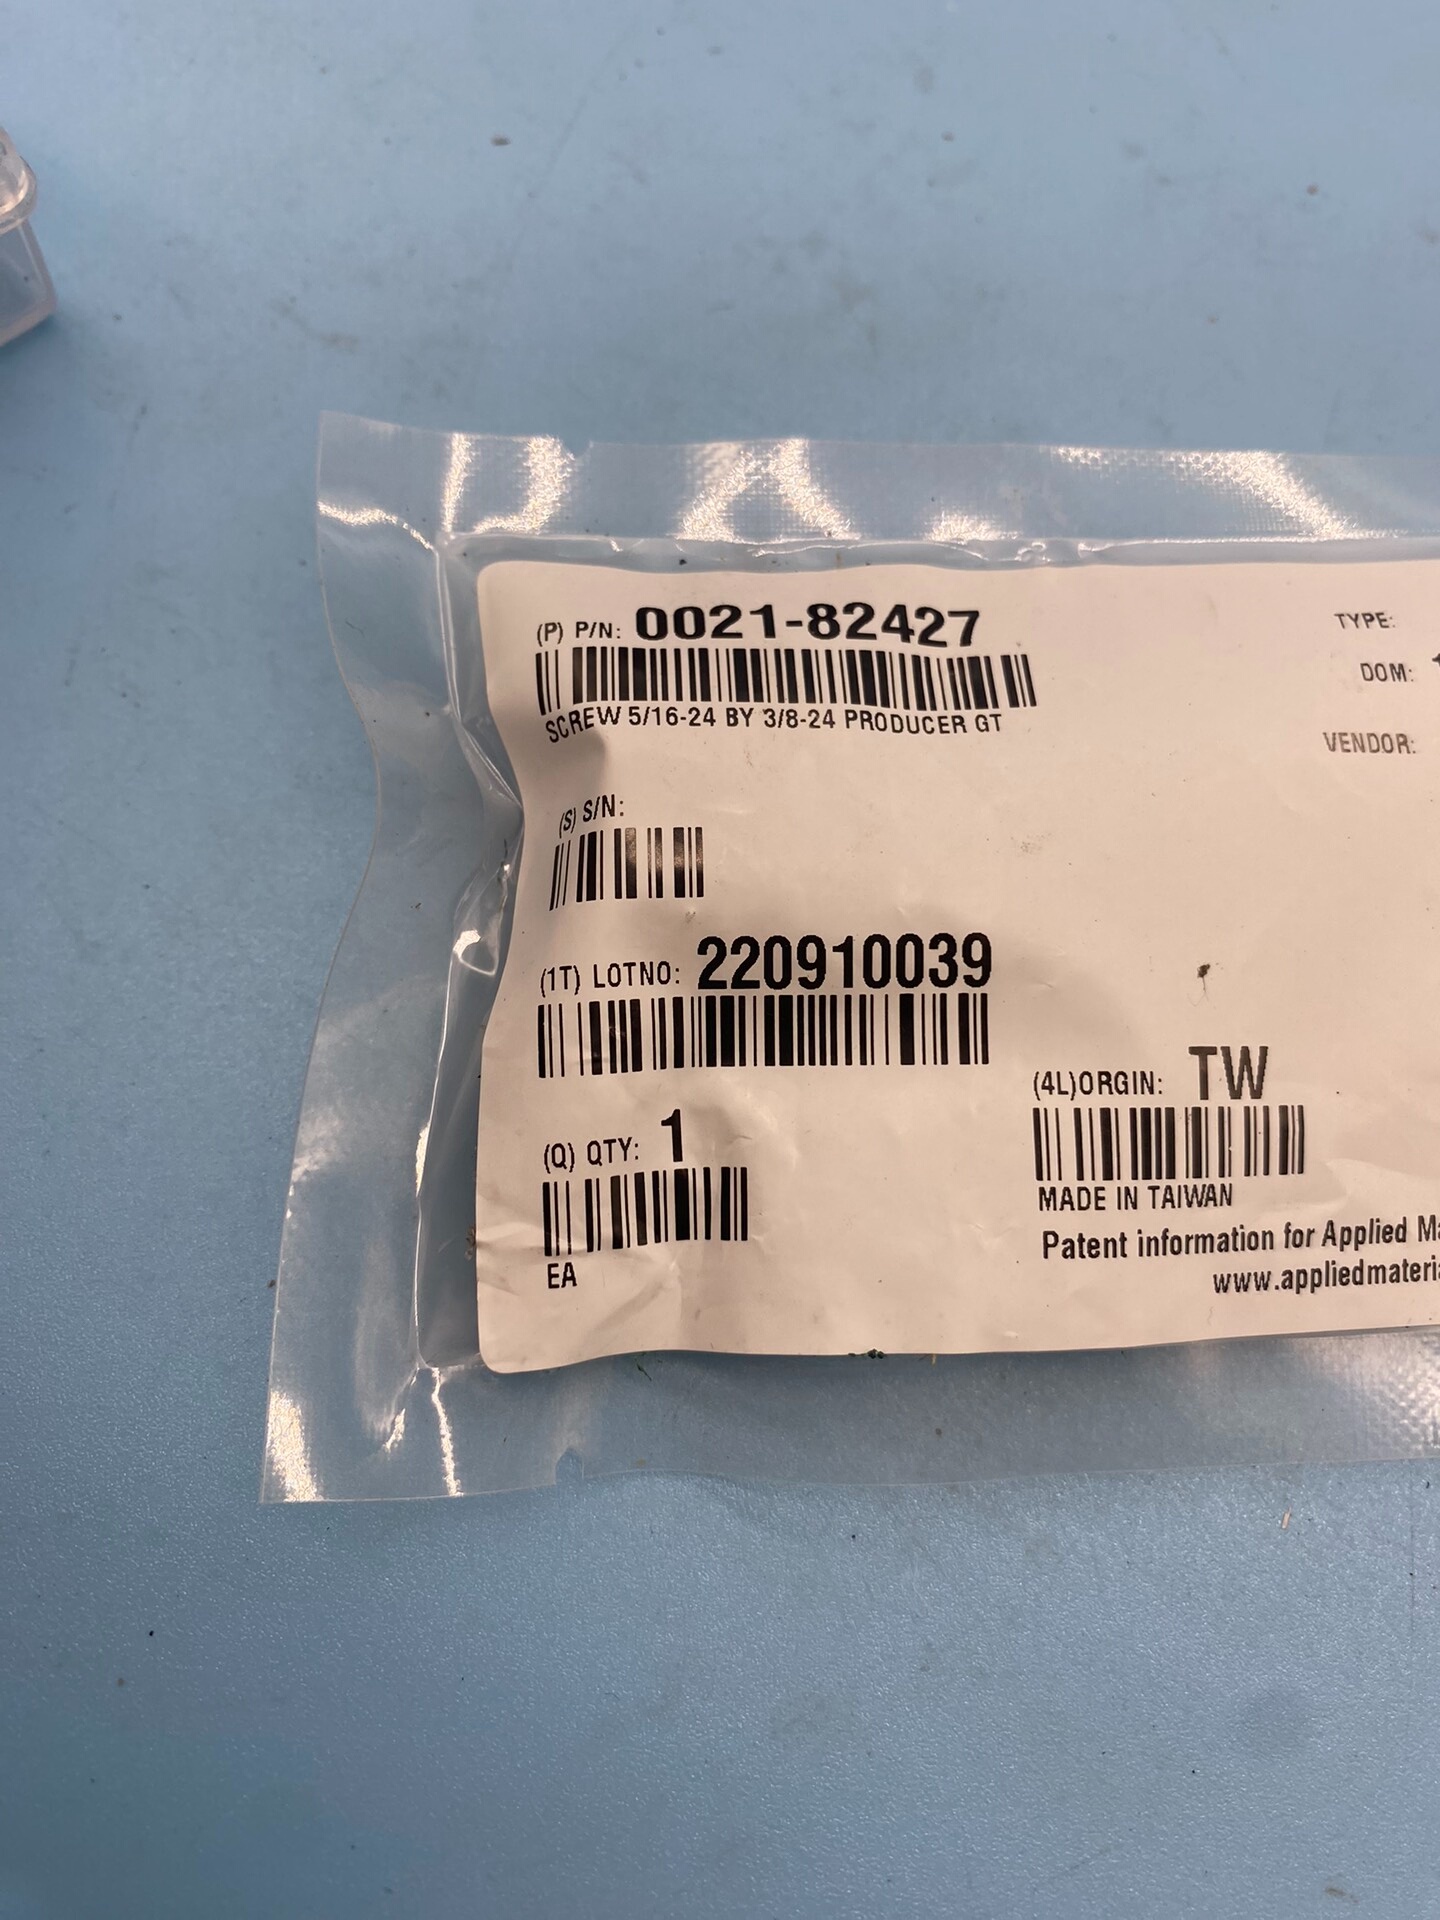 (P) P/N: 0021-82427
TYPE:
DOM:
SCREW 5/16-24 BY 3/8-24 PRODUCER GT
VENDOR:
(S) S/N:
(1T) LOTNO: 220910039
(Q) QTY: 1
EA
(4L)ORGIN: TW
MADE IN TAIWAN
Patent information for Applied
www.appliedmateria